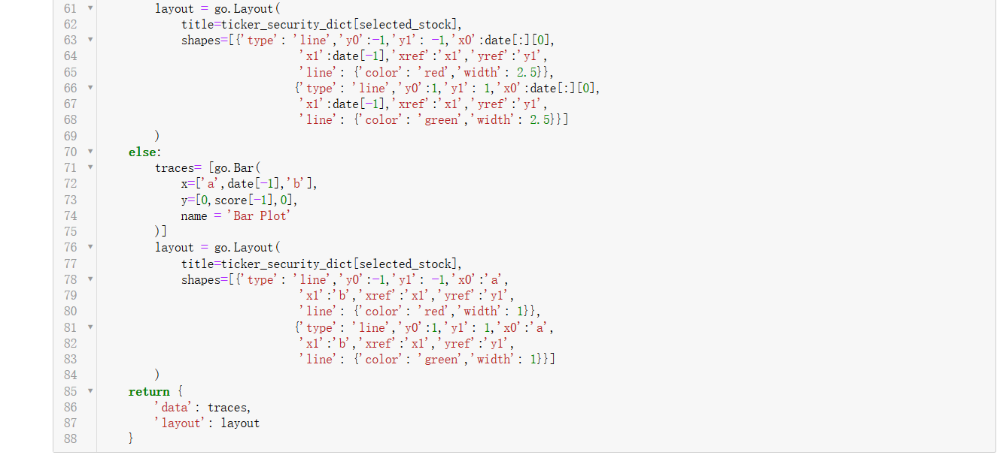 61 ▼ layout = go.Layout(
62 title=ticker_security_dict[selected_stock],
63 ▼ shapes=[{'type': 'line','y0':-1,'y1': -1,'x0':date[:][0],
64 'x1':date[-1],'xref':'x1','yref':'y1',
65 'line': {'color': 'red','width': 2.5}},
66 ▼ {'type': 'line','y0':1,'y1': 1,'x0':date[:][0],
67 'x1':date[-1],'xref':'x1','yref':'y1',
68 'line': {'color': 'green','width': 2.5}}]
69 )
70 ▼ else:
71 ▼ traces= [go.Bar(
72 x=['a',date[-1],'b'],
73 y=[0,score[-1],0],
74 name = 'Bar Plot'
75 )]
76 ▼ layout = go.Layout(
77 title=ticker_security_dict[selected_stock],
78 ▼ shapes=[{'type': 'line','y0':-1,'y1': -1,'x0':'a',
79 'x1':'b','xref':'x1','yref':'y1',
80 'line': {'color': 'red','width': 1}},
81 ▼ {'type': 'line','y0':1,'y1': 1,'x0':'a',
82 'x1':'b','xref':'x1','yref':'y1',
83 'line': {'color': 'green','width': 1}}]
84 )
85 ▼ return {
86 'data': traces,
87 'layout': layout
88 }